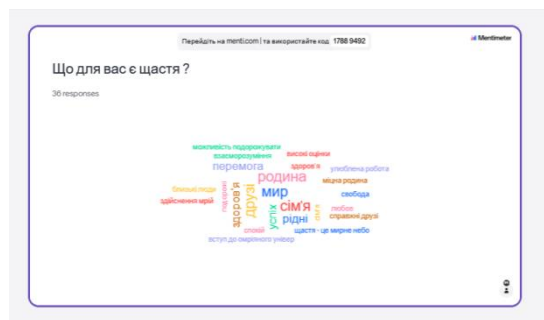 Перейдіть на menti.com | та використайте код 1788 9492
Mentimeter
Що для вас є щастя ?
36 responses
можливість подорожувати
взаєморозуміння
високі оцінки
перемога
здоров'я
улюблена робота
родина
міцна родина
близькі люди
здоров'я
друзі
мир
свобода
здійснення мрій
успіх
сім'я
любов
рідні
справжні друзі
спокій
щастя - це мирне небо
вступ до омріяного універ